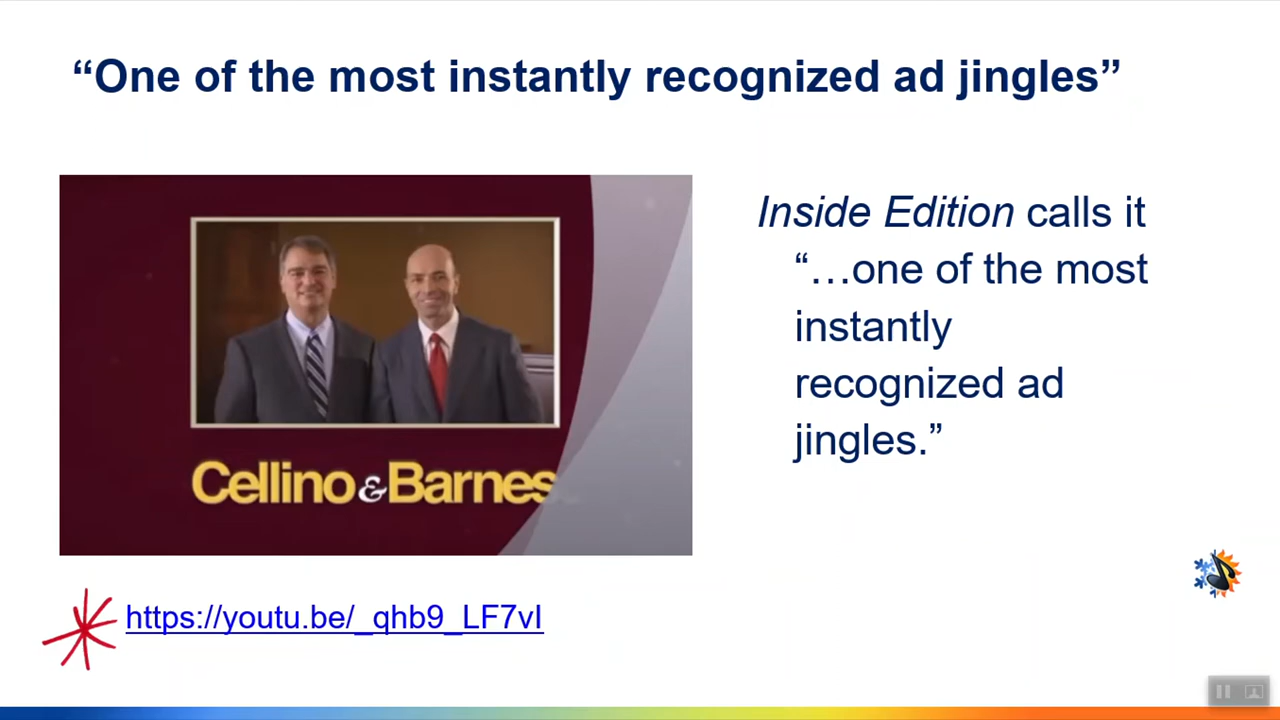 “One of the most instantly recognized ad jingles”
Inside Edition calls it
“…one of the most
instantly
recognized ad
jingles.”
Cellino & Barnes
https://youtu.be/_qhb9_LF7vI